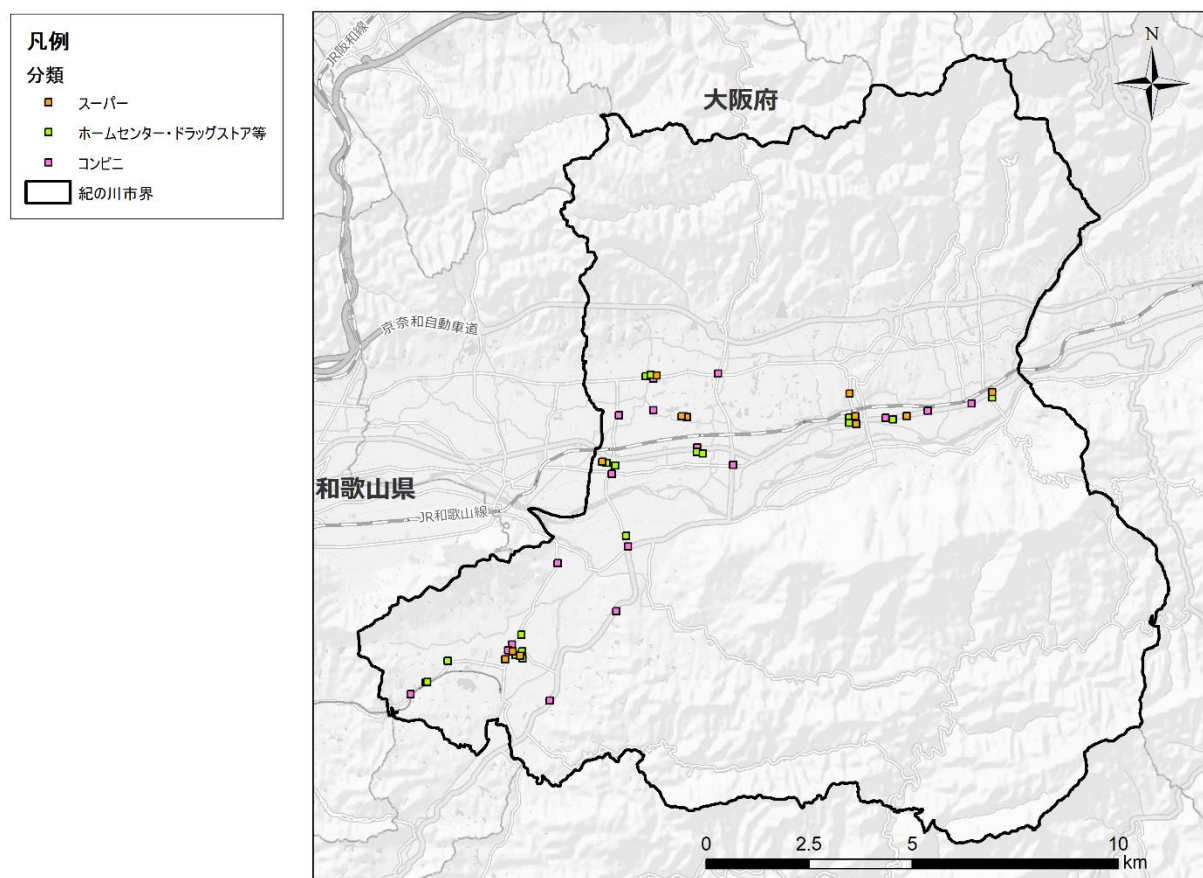 凡例
分類
スーパー
ホームセンター・ドラッグストア等
コンビニ
紀の川市界
JR阪和線
大阪府
N
京奈和自動車道
和歌山県
JR和歌山線
0 2.5 5 10
km